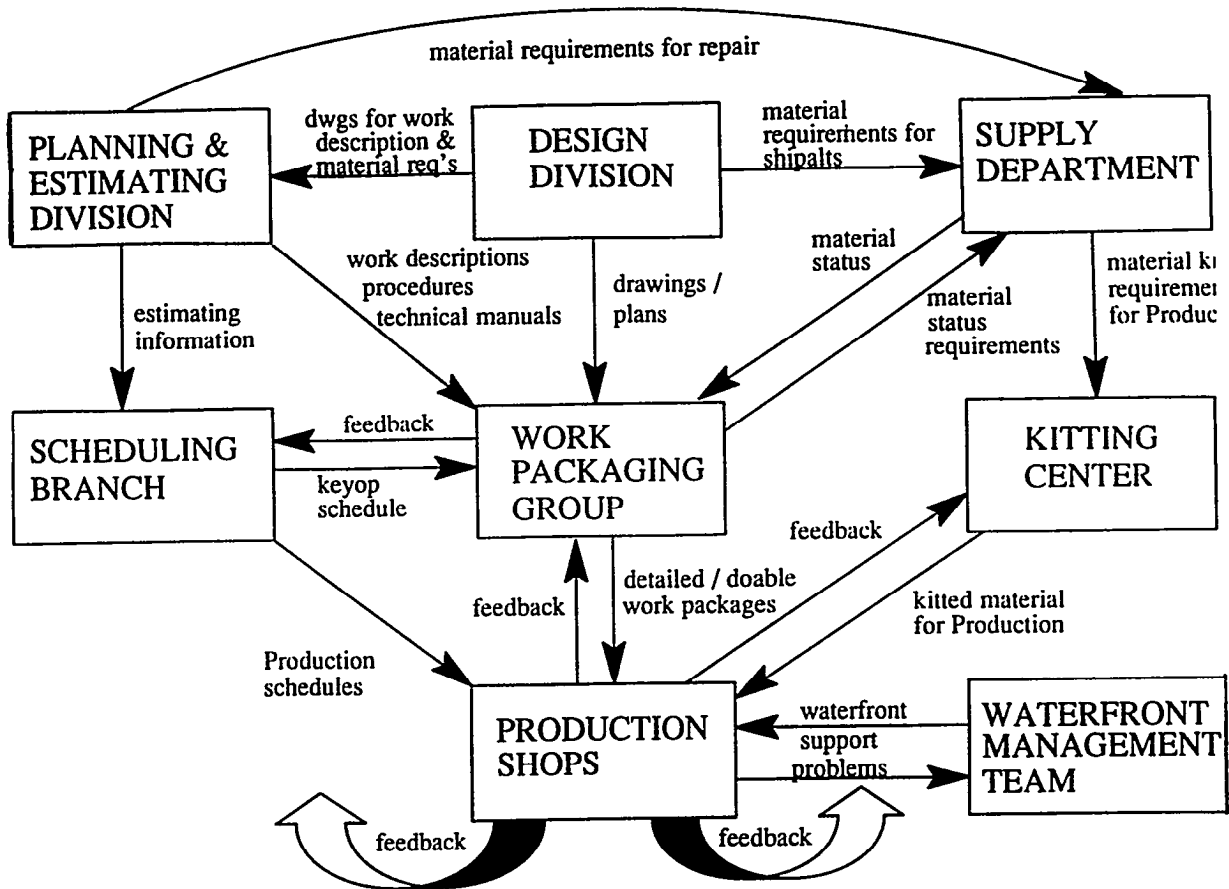 material requirements for repair
PLANNING &
ESTIMATING
DIVISION
dwgs for work
description &
material req's
DESIGN
DIVISION
material
requirements for
shipalts
SUPPLY
DEPARTMENT
estimating
information
work descriptions
procedures
technical manuals
drawings /
plans
material
status
material
status
requirements
material
for
SCHEDULING
BRANCH
feedback
keyop
schedule
WORK
PACKAGING
GROUP
KITTING
CENTER
feedback
detailed / doable
work packages
feedback
kitted material
for Production
Production
schedules
PRODUCTION
SHOPS
waterfront
support
problems
WATERFRONT
MANAGEMENT
TEAM
feedback
feedback